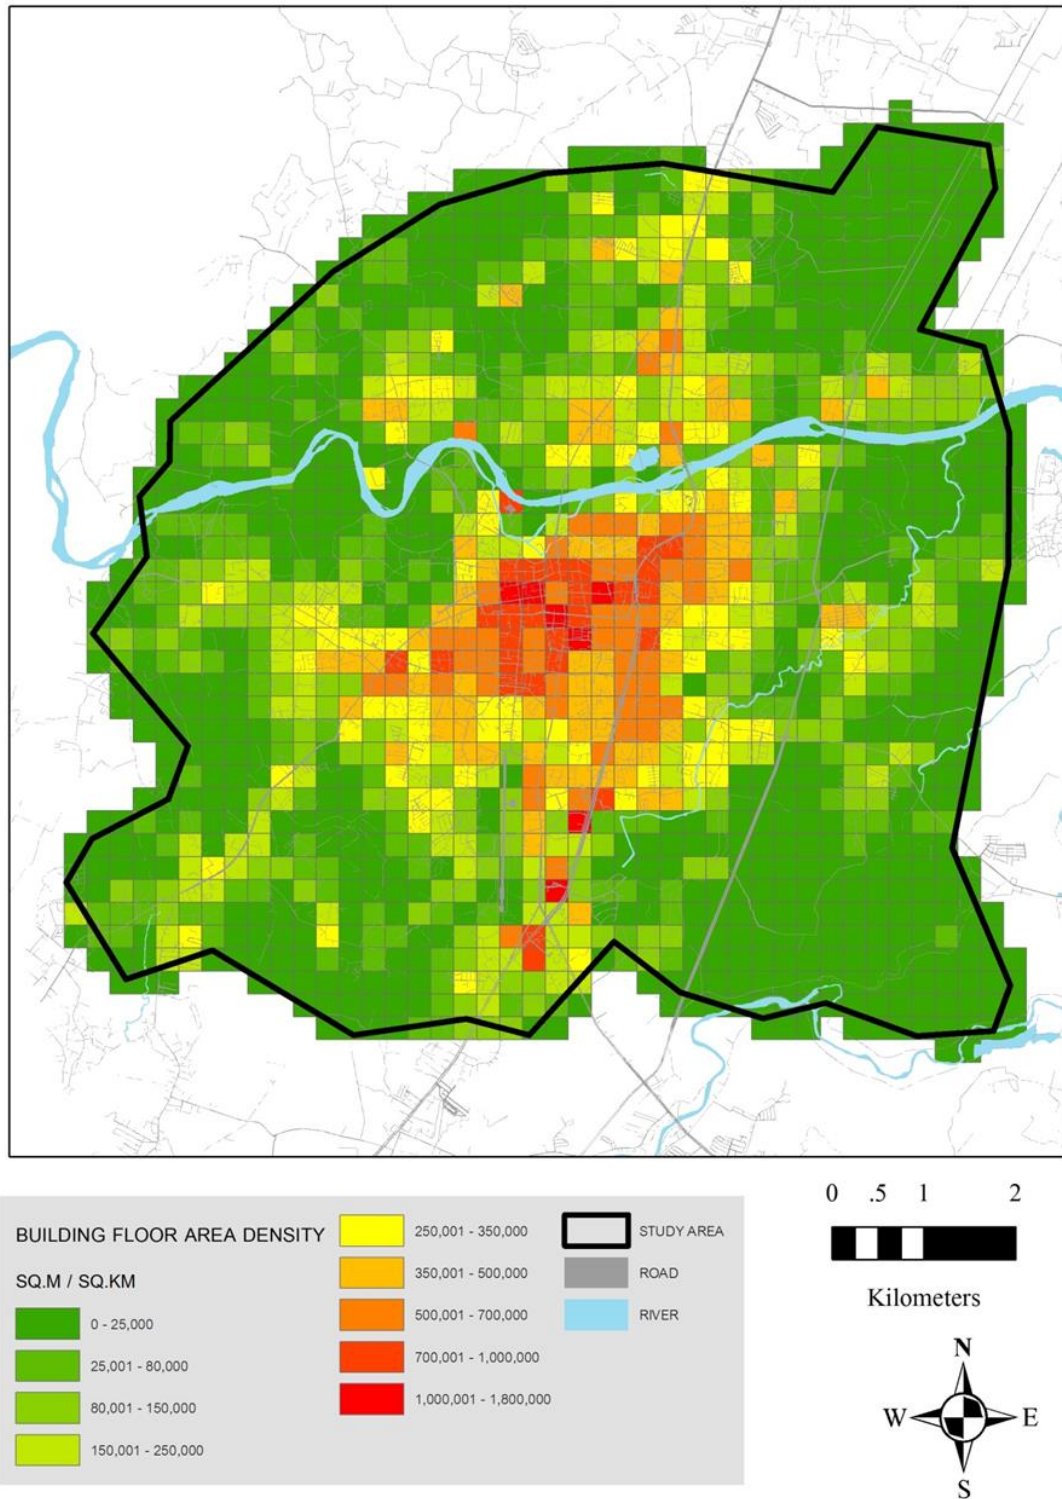 BUILDING FLOOR AREA DENSITY
SQ.M / SQ.KM
0 - 25,000
25,001 - 80,000
80,001 - 150,000
150,001 - 250,000
250,001 - 350,000
350,001 - 500,000
500,001 - 700,000
700,001 - 1,000,000
1,000,001 - 1,800,000
STUDY AREA
ROAD
RIVER
0 .5 1 2
Kilometers
N
W E
S